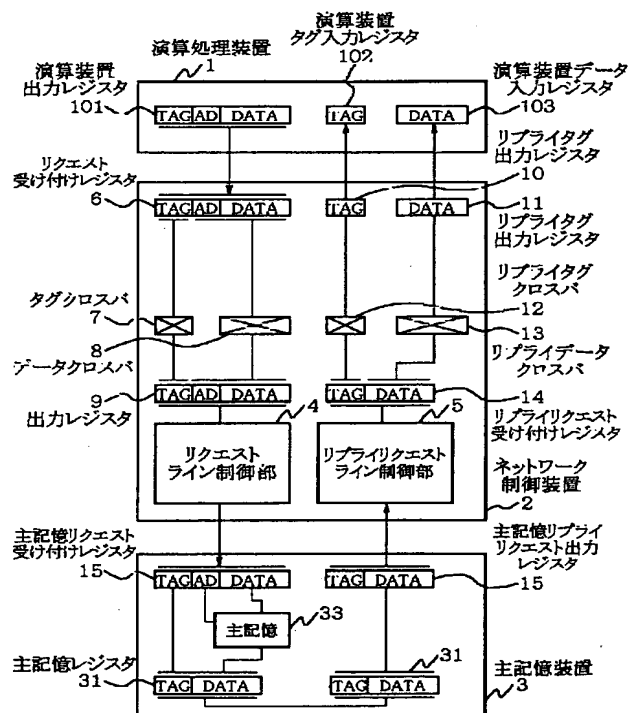 演算処理装置
1
演算装置
タグ入力レジスタ
102
演算装置
出力レジスタ
101
演算装置データ
入力レジスタ
103
TAG AD DATA
TAG
DATA
リクエスト
受け付けレジスタ
6
リプライタグ
出力レジスタ
10
TAG AD DATA
TAG
DATA
11
リプライタグ
出力レジスタ
タグクロスバ
7
リプライタグ
クロスバ
12
8
13
データクロスバ
リプライデータ
クロスバ
9
出力レジスタ
TAG AD DATA
TAG DATA
14
4
5
リプライリクエスト
受け付けレジスタ
リクエスト
ライン制御部
リプライリクエスト
ライン制御部
ネットワーク
制御装置
2
主記憶リクエスト
受け付けレジスタ
15
主記憶リプライ
リクエスト出力
レジスタ
15
TAG AD DATA
TAG DATA
主記憶
33
主記憶レジスタ
31
31
主記憶装置
3
TAG DATA
TAG DATA